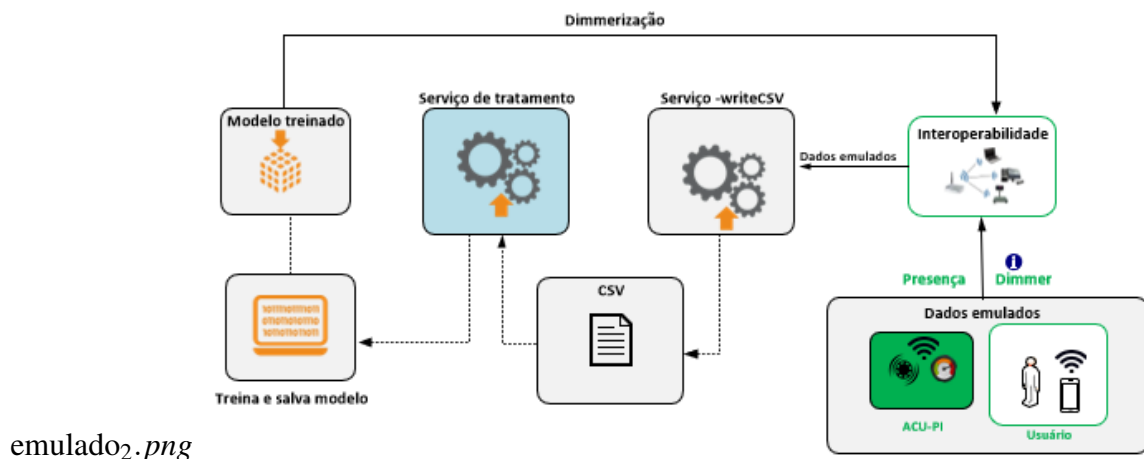 Dimmerização
Serviço de tratamento
Serviço -writeCSV
Modelo treinado
Interoperabilidade
Dados emulados
Presença
Dimmer
CSV
Dados emulados
Treina e salva modelo
ACU-PI
Usuário
emulado2.png